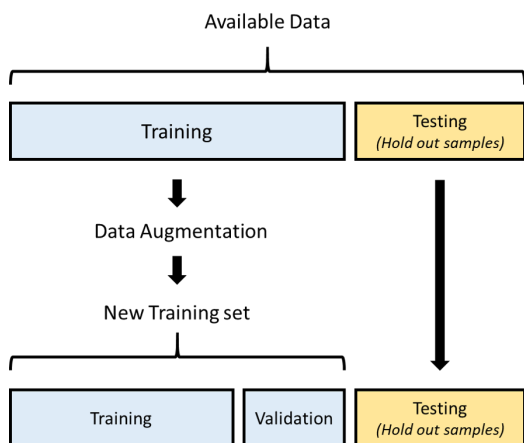 Available Data
Training
Testing
(Hold out samples)
Data Augmentation
New Training set
Training
Validation
Testing
(Hold out samples)